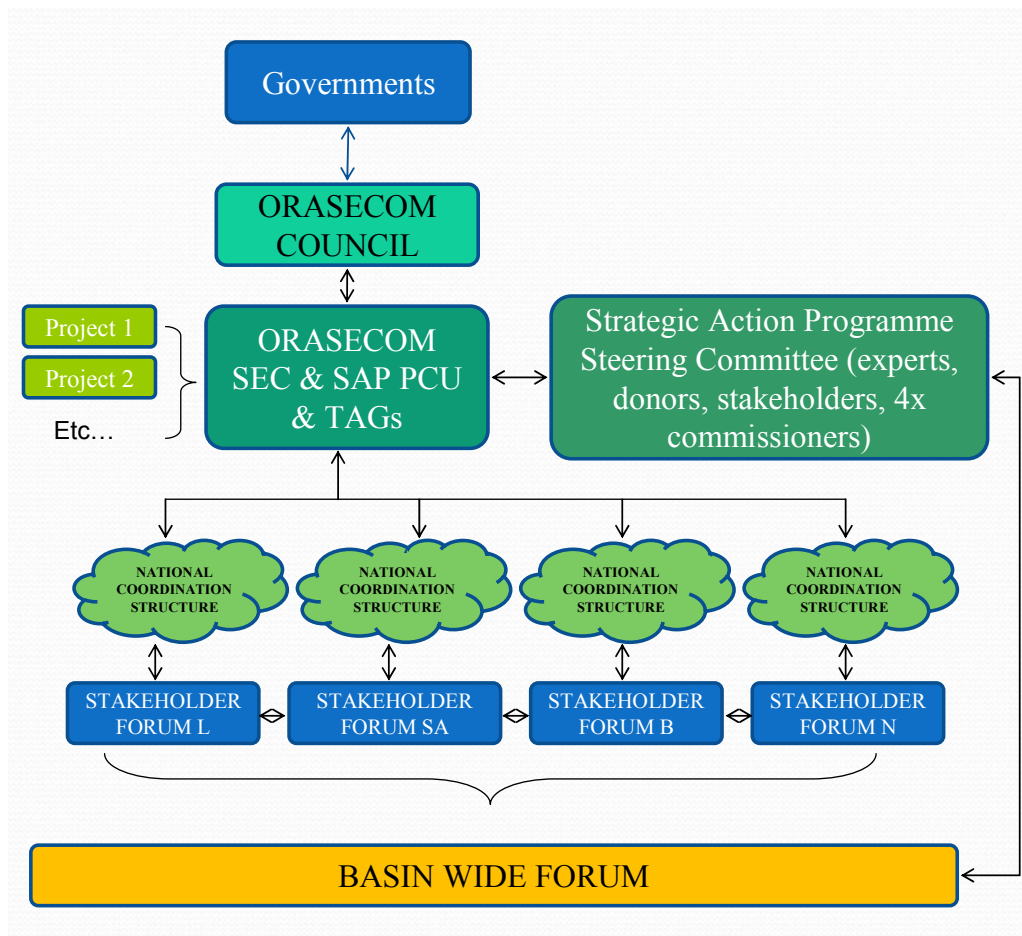 Governments
ORASECOM
COUNCIL
Project 1
Project 2
Etc…
ORASECOM
SEC & SAP PCU
& TAGs
Strategic Action Programme
Steering Committee (experts,
donors, stakeholders, 4x
commissioners)
NATIONAL
COORDINATION
STRUCTURE
NATIONAL
COORDINATION
STRUCTURE
NATIONAL
COORDINATION
STRUCTURE
NATIONAL
COORDINATION
STRUCTURE
STAKEHOLDER
FORUM L
STAKEHOLDER
FORUM SA
STAKEHOLDER
FORUM B
STAKEHOLDER
FORUM N
BASIN WIDE FORUM